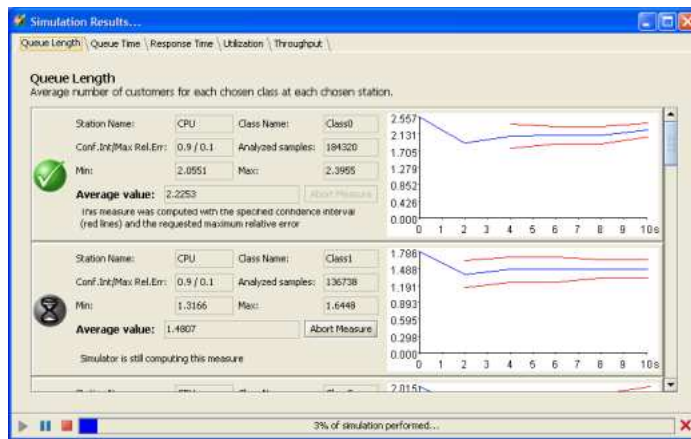 Simulation Results...
Queue Length \ Queue Time \ Response Time \ Utilization \ Throughput \
Queue Length
Average number of customers for each chosen class at each chosen station.
Station Name: CPU Class Name: Class0
Conf.Int/Max Rel.Err: 0.9 / 0.1 Analyzed samples: 184320
Min: 2.0551 Max: 2.3955
Average value: 2.2253 Abort Measure
This measure was computed with the specified confidence interval
(red lines) and the requested maximum relative error
2.557
2.131
1.705
1.279
0.852
0.426
0.000
0 1 2 3 4 5 6 7 8 9 10s
Station Name: CPU Class Name: Class1
Conf.Int/Max Rel.Err: 0.9 / 0.1 Analyzed samples: 136738
Min: 1.3166 Max: 1.6448
Average value: 1.4807 Abort Measure
Simulator is still computing this measure
1.786
1.488
1.191
0.893
0.595
0.298
0.000
0 1 2 3 4 5 6 7 8 9 10s
2.015
3% of simulation performed...